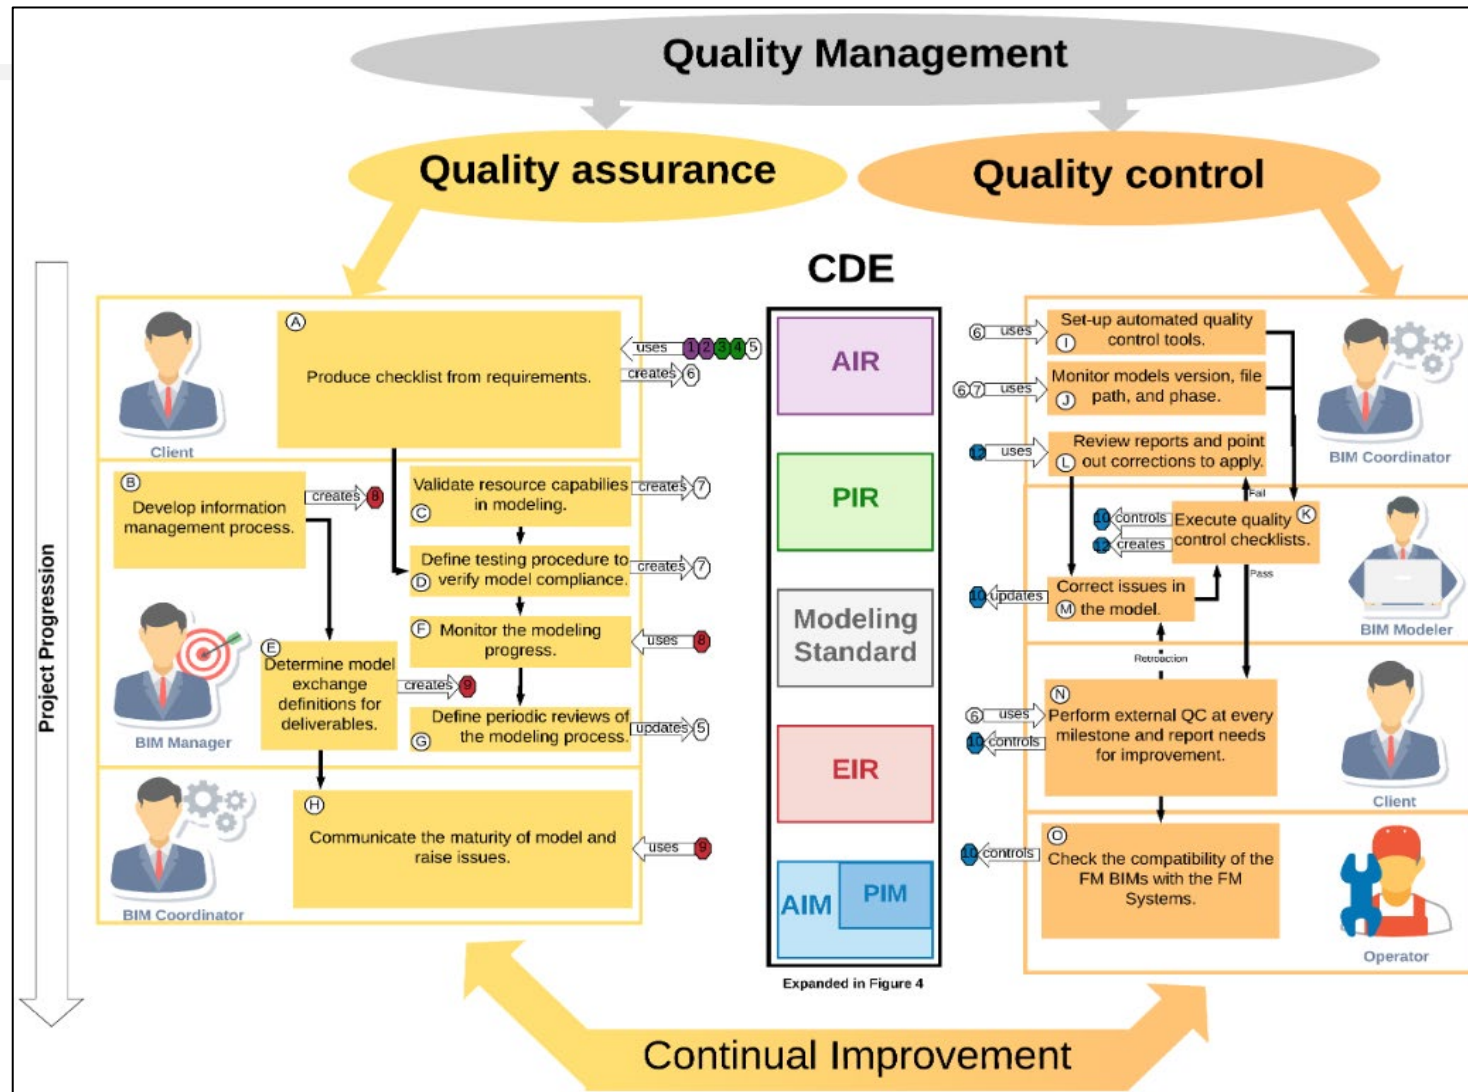 Quality Management
Quality assurance
Quality control
Project Progression
CDE
A
Produce checklist from requirements.
uses 1 2 3 4 5
creates 6
Client
B
Develop information
management process.
creates 8
Validate resource capabilies
C in modeling.
creates 7
Define testing procedure to
D verify model compliance.
creates 7
F Monitor the modeling
progress.
uses 8
E
Determine model
exchange
definitions for
deliverables.
creates 9
Define periodic reviews of
G the modeling process.
updates 5
BIM Manager
H
Communicate the maturity of model and
raise issues.
uses 9
BIM Coordinator
AIR
PIR
Modeling
Standard
EIR
AIM
PIM
Expanded in Figure 4
6 uses
Set-up automated quality
I control tools.
6 7 uses
Monitor models version, file
J path, and phase.
12 uses
Review reports and point
L out corrections to apply.
BIM Coordinator
Fail
K
10 controls
12 creates
Execute quality
control checklists.
Pass
10 updates
Correct issues in
M the model.
BIM Modeler
Retroaction
N
6 uses
10 controls
Perform external QC at every
milestone and report needs
for improvement.
Client
O
10 controls
Check the compatibility of the
FM BIMs with the FM
Systems.
Operator
Continual Improvement